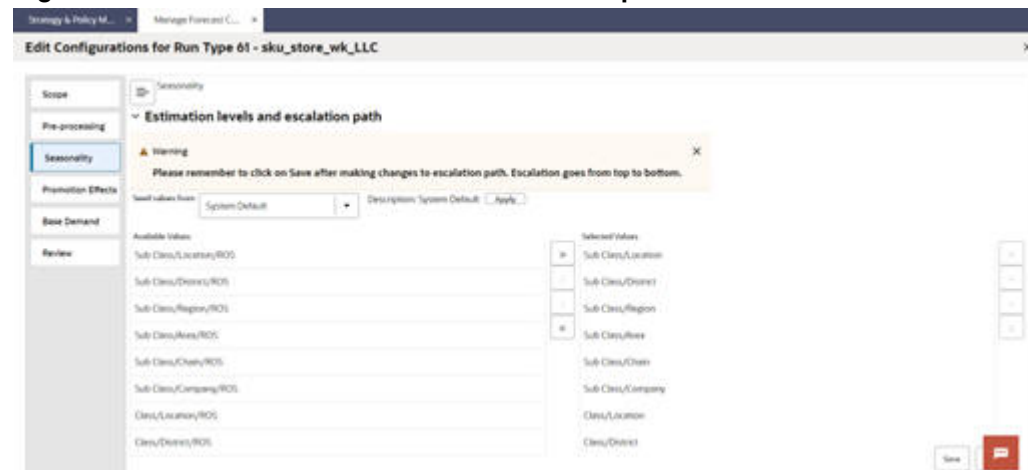 Strategy & Policy M... × Manage Forecast C... ×
Edit Configurations for Run Type 61 - sku_store_wk_LLC
Scope
Pre-processing
Seasonality
Promotion Effects
Base Demand
Review
Seasonality
Estimation levels and escalation path
Warning
Please remember to click on Save after making changes to escalation path. Escalation goes from top to bottom.
Seed values from System Default Description: System Default Apply
Available Values
Sub Class/Location/ROS
Sub Class/District/ROS
Sub Class/Region/ROS
Sub Class/Area/ROS
Sub Class/Chain/ROS
Sub Class/Company/ROS
Class/Location/ROS
Class/District/ROS
Selected Values
Sub Class/Location
Sub Class/District
Sub Class/Region
Sub Class/Area
Sub Class/Chain
Sub Class/Company
Class/Location
Class/District
Save